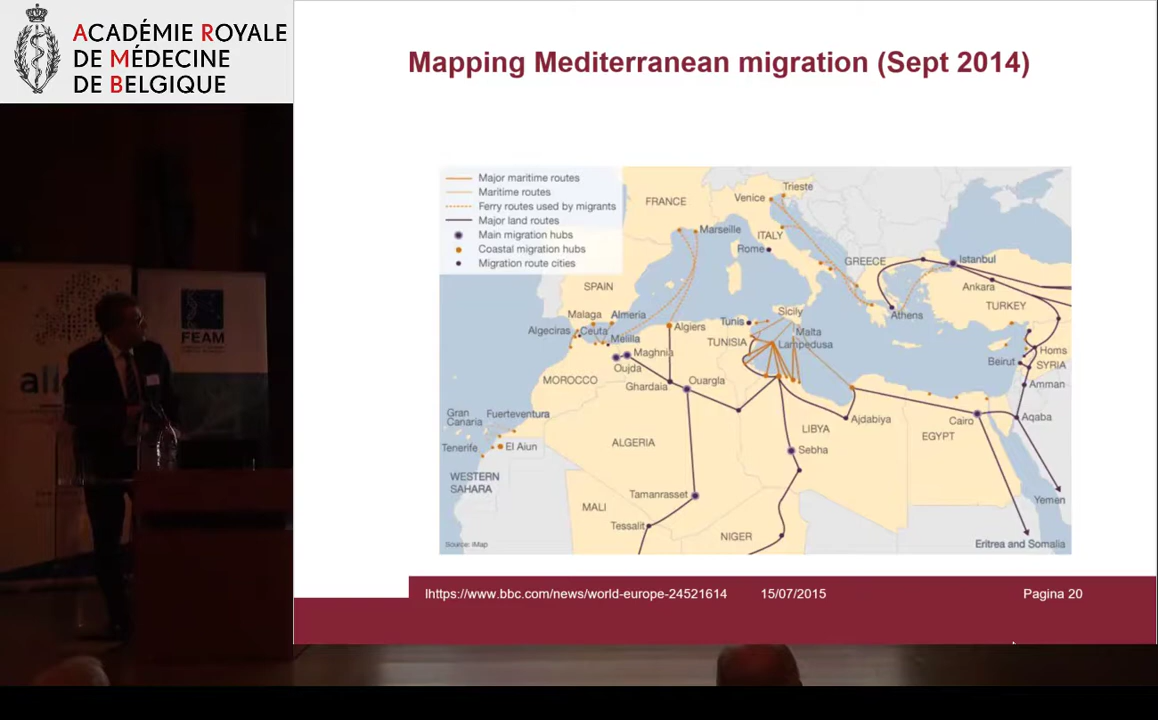 ACADÉMIE ROYALE
DE MÉDECINE
DE BELGIQUE
Mapping Mediterranean migration (Sept 2014)
Major maritime routes
Maritime routes
Ferry routes used by migrants
Major land routes
Main migration hubs
Coastal migration hubs
Migration route cities
Trieste
Venice
FRANCE
Marseille
ITALY
Rome
GREECE
Istanbul
SPAIN
Ankara
TURKEY
Malaga
Almeria
Sicily
Athens
Algeciras
Ceuta
Algiers
Tunis
Malta
Melilla
TUNISIA
Lampedusa
Maghnia
Homs
Oujda
Beirut
SYRIA
MOROCCO
Ghardaia
Ouargla
Amman
Gran
Canaria
Fuerteventura
Ajdabiya
Cairo
Aqaba
LIBYA
EGYPT
Tenerife
El Aiun
ALGERIA
Sebha
WESTERN
SAHARA
Tamanrasset
Yemen
MALI
Tessalit
NIGER
Eritrea and Somalia
Source: iMap
lhttps://www.bbc.com/news/world-europe-24521614
15/07/2015
Pagina 20
FEAM